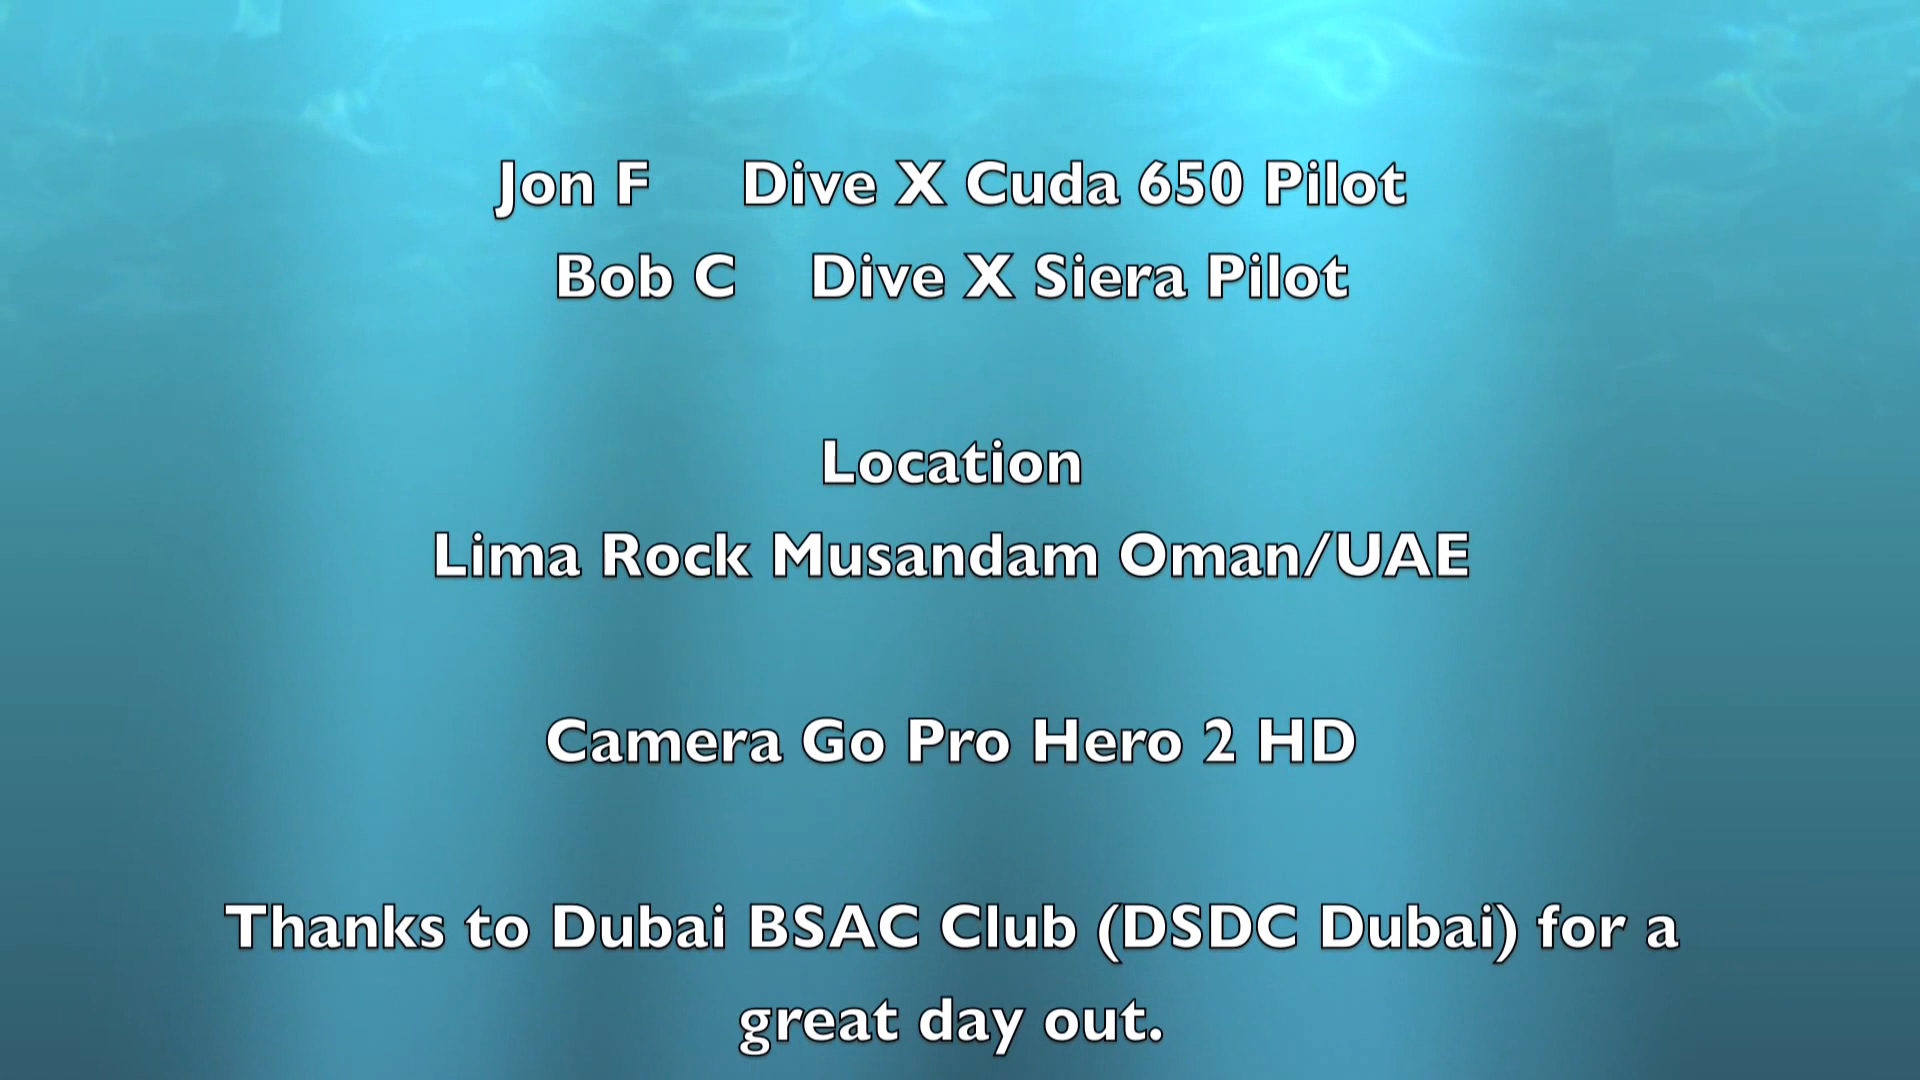 Jon F Dive X Cuda 650 Pilot
Bob C Dive X Siera Pilot
Location
Lima Rock Musandam Oman/UAE
Camera Go Pro Hero 2 HD
Thanks to Dubai BSAC Club (DSDC Dubai) for a
great day out.